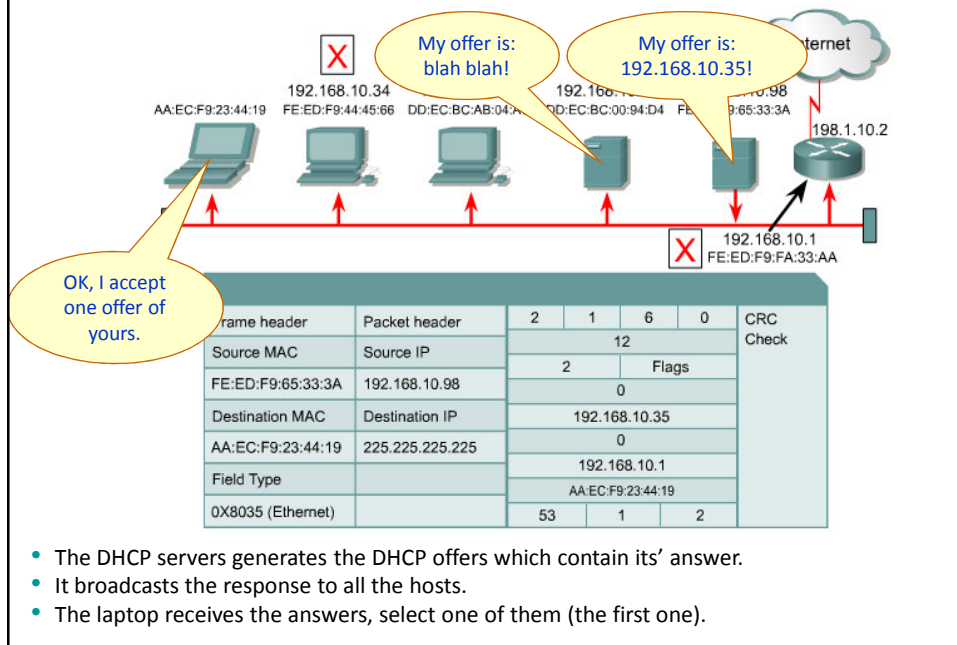 My offer is:
blah blah!
My offer is:
192.168.10.35!
ternet
X
192.168.10.34
192.168.
.98
AA:EC:F9:23:44:19
FE:ED:F9:44:45:66
DD:EC:BC:AB:04:A
DD:EC:BC:00:94:D4
FE
:65:33:3A
198.1.10.2
X
192.168.10.1
FE:ED:F9:FA:33:AA
OK, I accept
one offer of
yours.
rame header
Packet header
2 1 6 0
CRC
Check
12
Source MAC
Source IP
2 Flags
FE:ED:F9:65:33:3A
192.168.10.98
0
Destination MAC
Destination IP
192.168.10.35
AA:EC:F9:23:44:19
225.225.225.225
0
192.168.10.1
Field Type
AA:EC:F9:23:44:19
0X8035 (Ethernet)
53 1 2
• The DHCP servers generates the DHCP offers which contain its’ answer.
• It broadcasts the response to all the hosts.
• The laptop receives the answers, select one of them (the first one).